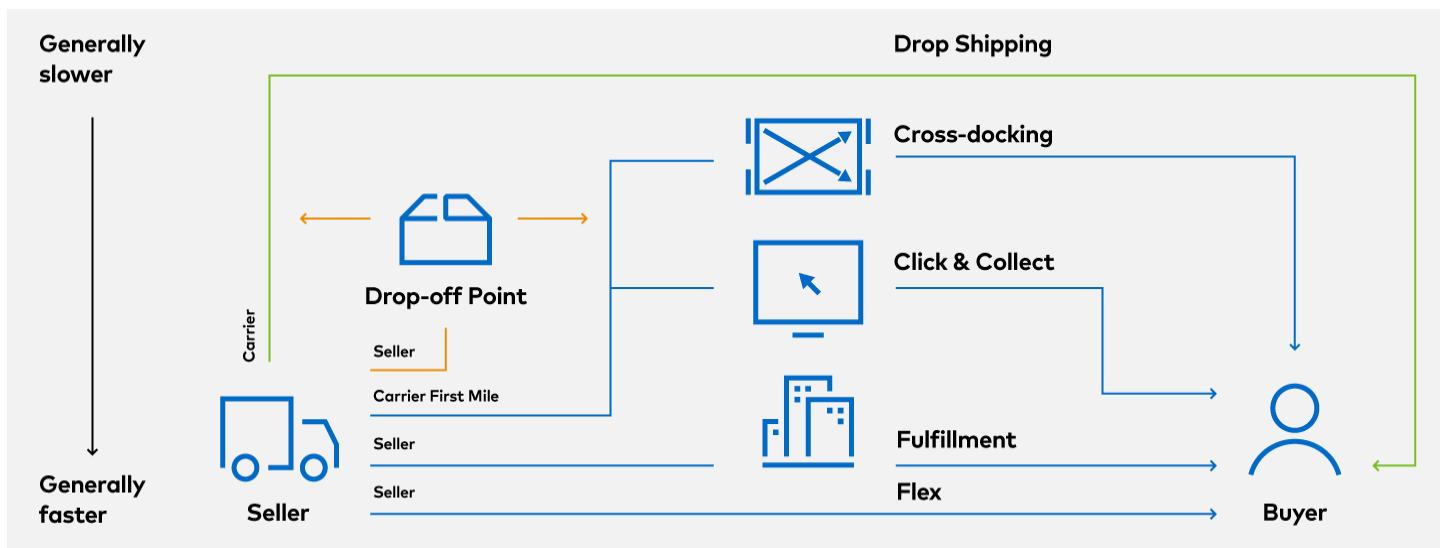 Generally
slower
Drop Shipping
Cross-docking
Click & Collect
Drop-off Point
Carrier
Seller
Carrier First Mile
Seller
Fulfillment
Seller
Flex
Generally
faster
Seller
Buyer